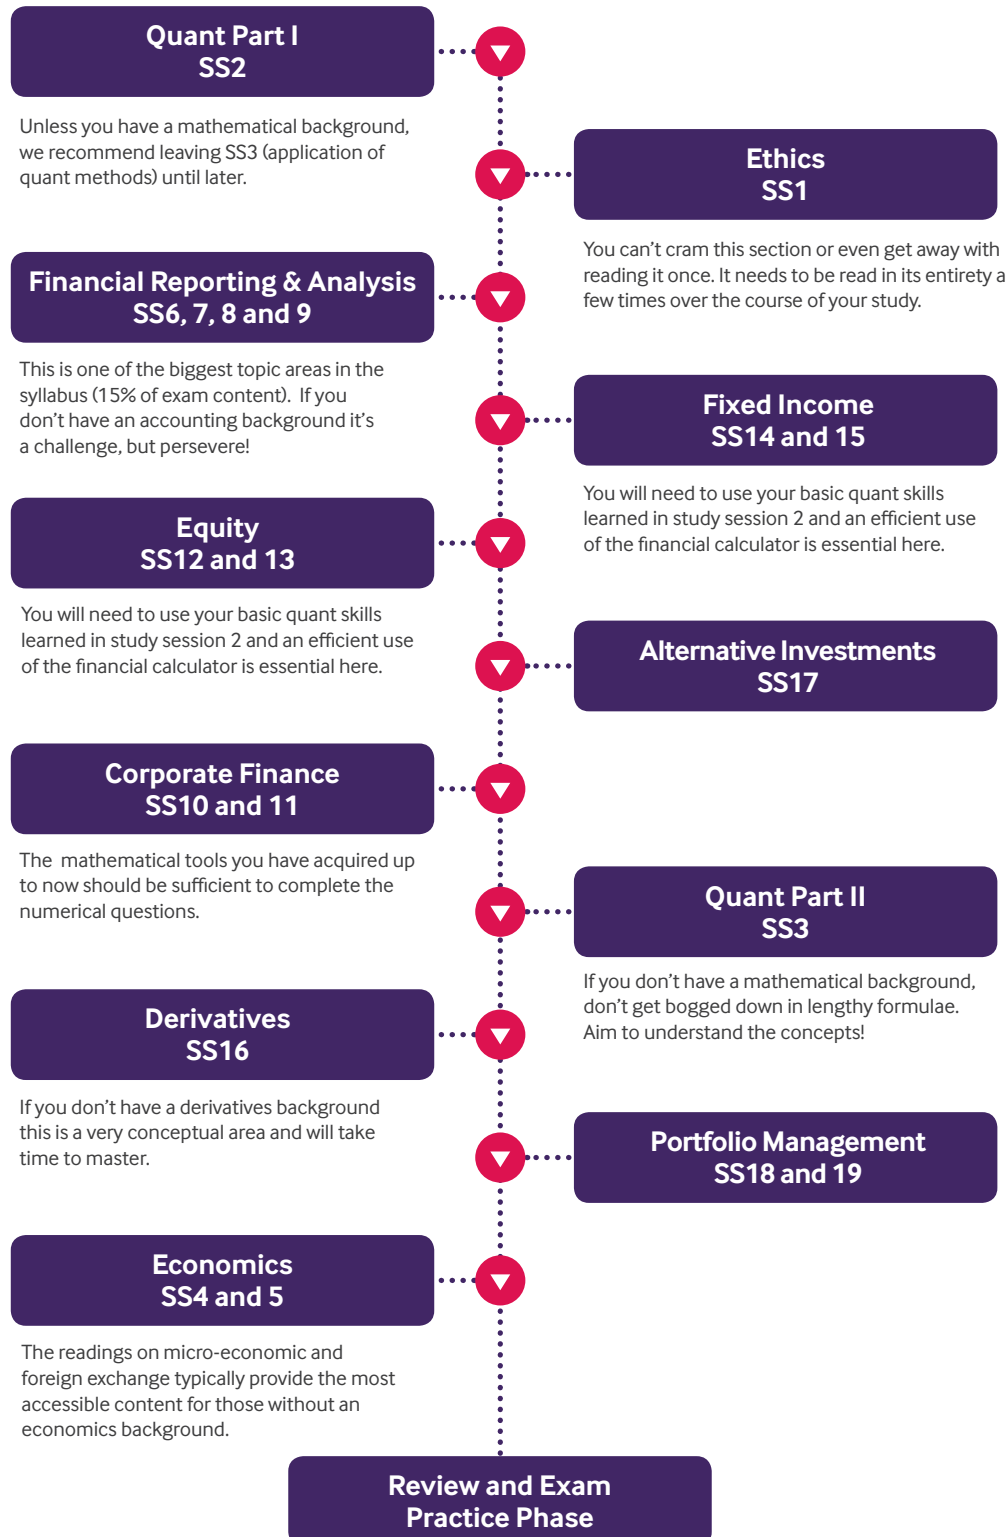 Quant Part I
SS2
Unless you have a mathematical background,
we recommend leaving SS3 (application of
quant methods) until later.
Ethics
SS1
You can't cram this section or even get away with
reading it once. It needs to be read in its entirety a
few times over the course of your study.
Financial Reporting & Analysis
SS6, 7, 8 and 9
This is one of the biggest topic areas in the
syllabus (15% of exam content). If you
don't have an accounting background it's
a challenge, but persevere!
Fixed Income
SS14 and 15
You will need to use your basic quant skills
learned in study session 2 and an efficient use
of the financial calculator is essential here.
Equity
SS12 and 13
You will need to use your basic quant skills
learned in study session 2 and an efficient use
of the financial calculator is essential here.
Alternative Investments
SS17
Corporate Finance
SS10 and 11
The mathematical tools you have acquired up
to now should be sufficient to complete the
numerical questions.
Quant Part II
SS3
If you don't have a mathematical background,
don't get bogged down in lengthy formulae.
Aim to understand the concepts!
Derivatives
SS16
If you don't have a derivatives background
this is a very conceptual area and will take
time to master.
Portfolio Management
SS18 and 19
Economics
SS4 and 5
The readings on micro-economic and
foreign exchange typically provide the most
accessible content for those without an
economics background.
Review and Exam
Practice Phase